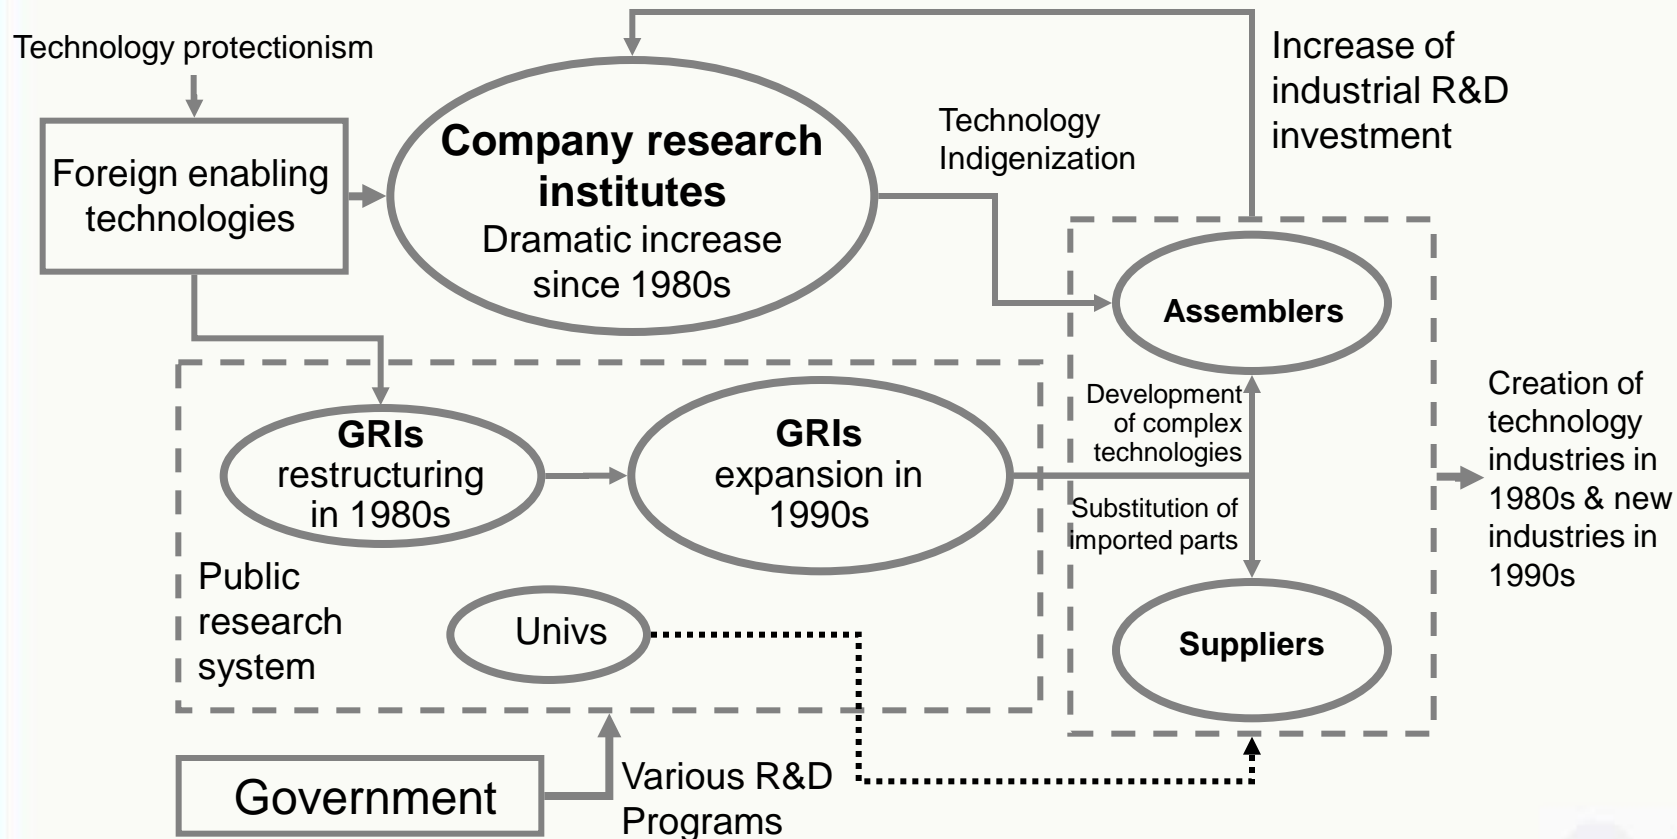 Technology protectionism
Foreign enabling
technologies
Company research
institutes
Dramatic increase
since 1980s
Technology
Indigenization
Increase of
industrial R&D
investment
Assemblers
Development
of complex
technologies
Substitution of
imported parts
Suppliers
Creation of
technology
industries in
1980s & new
industries in
1990s
GRIs
restructuring
in 1980s
GRIs
expansion in
1990s
Public
research
system
Univs
Government
Various R&D
Programs